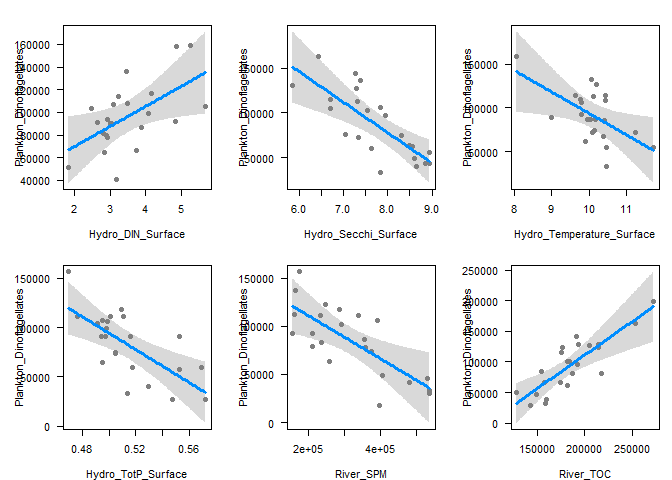 160000
140000
120000
100000
80000
60000
40000
Plankton_Dinoflagellates
2 3 4 5
Hydro_DIN_Surface
150000
100000
50000
Plankton_Dinoflagellates
6.0 7.0 8.0 9.0
Hydro_Secchi_Surface
150000
100000
50000
Plankton_Dinoflagellates
8 9 10 11
Hydro_Temperature_Surface
150000
100000
50000
0
Plankton_Dinoflagellates
0.48 0.52 0.56
Hydro_TotP_Surface
150000
100000
50000
0
Plankton_Dinoflagellates
2e+05 4e+05
River_SPM
250000
200000
150000
100000
50000
0
Plankton_Dinoflagellates
150000 200000 250000
River_TOC